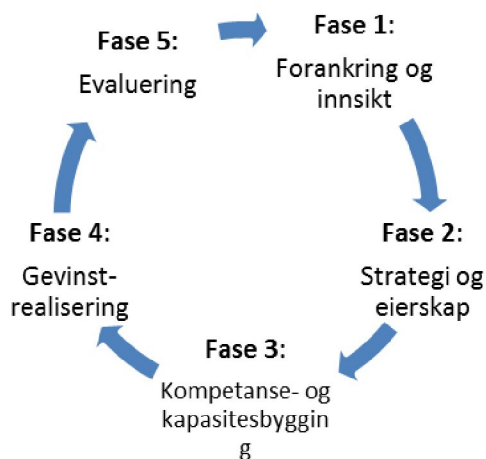 Fase 1:
Forankring og
innsikt
Fase 2:
Strategi og
eierskap
Fase 3:
Kompetanse- og
kapasitesbyggin
g
Fase 4:
Gevinst-
realisering
Fase 5:
Evaluering